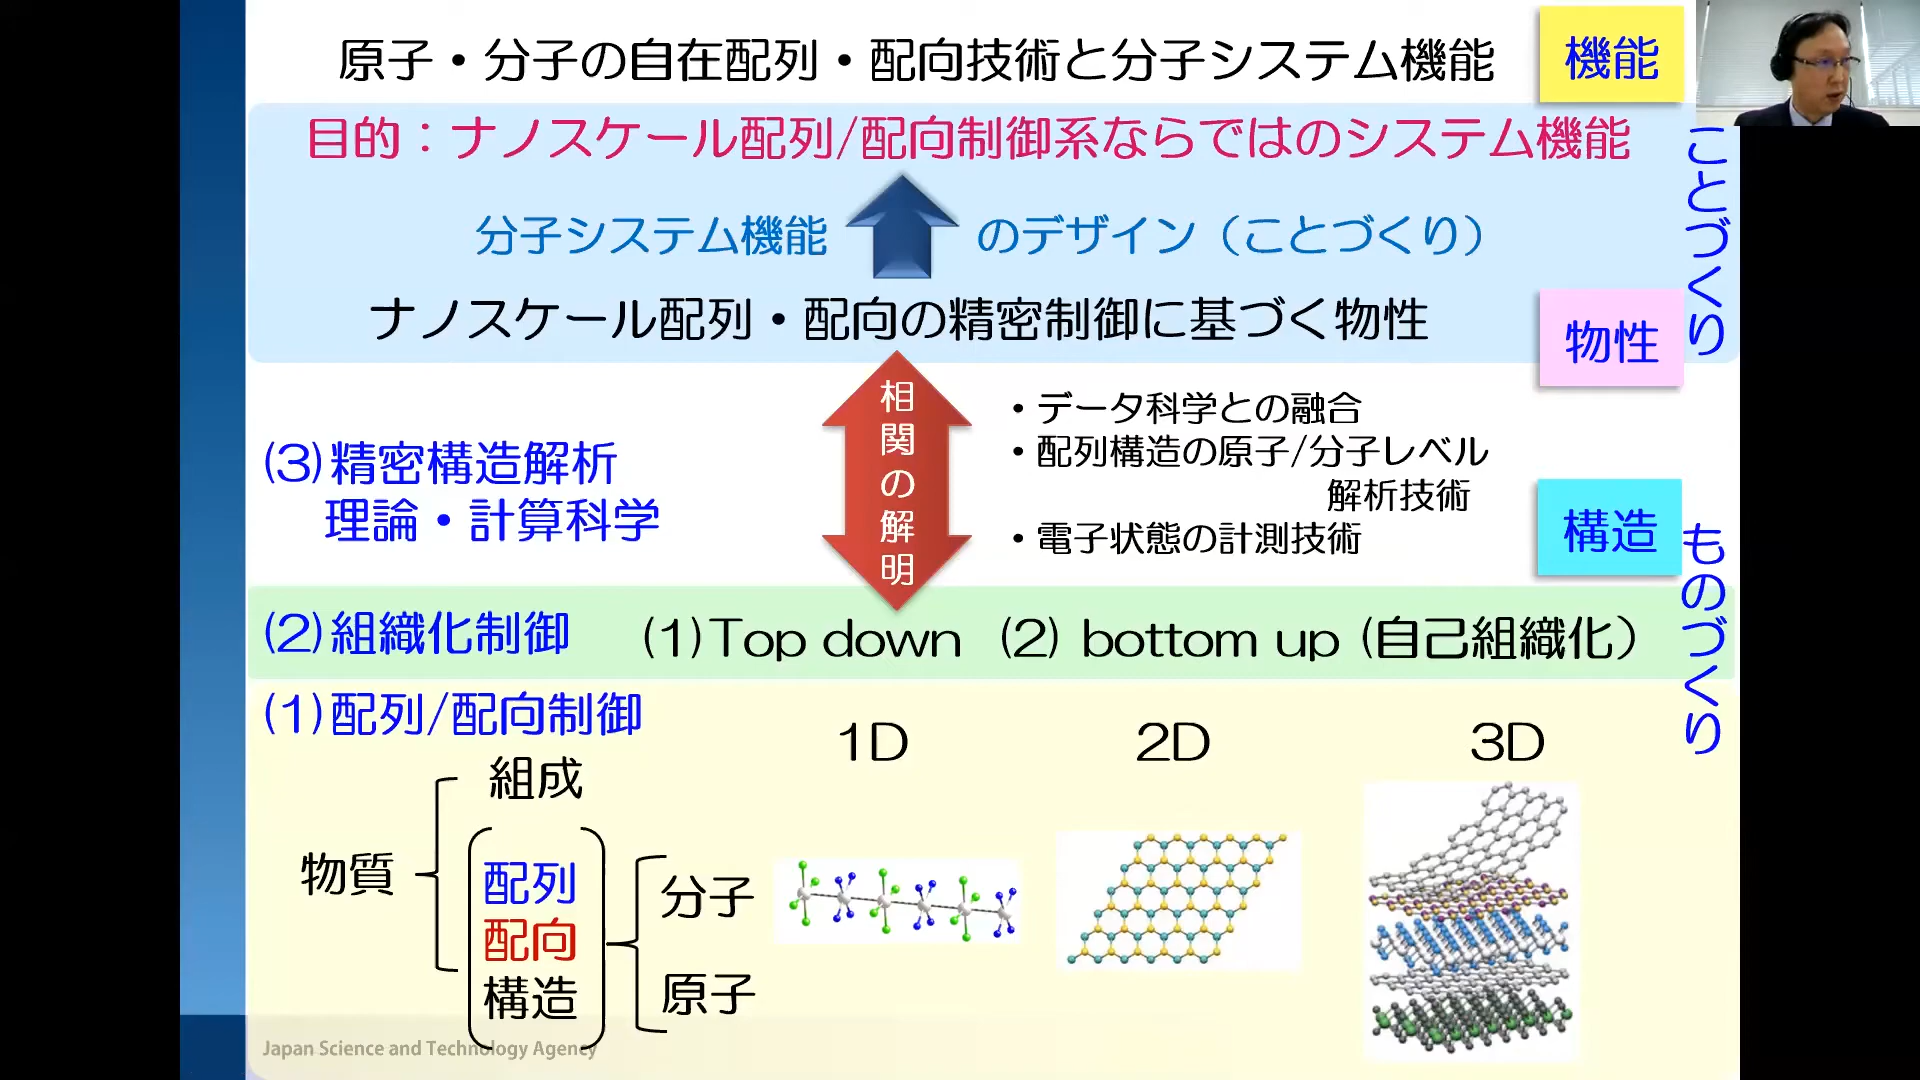 原子・分子の自在配列・配向技術と分子システム機能
機能
目的：ナノスケール配列/配向制御系ならではのシステム機能
ことづくり
分子システム機能
のデザイン（ことづくり）
ナノスケール配列・配向の精密制御に基づく物性
物性
相関の解明
・データ科学との融合
・配列構造の原子/分子レベル
解析技術
・電子状態の計測技術
(3)精密構造解析
理論・計算科学
構造
ものづくり
(2)組織化制御
(1)Top down (2) bottom up (自己組織化）
(1)配列/配向制御
1D
2D
3D
組成
物質
配列
配向
構造
分子
原子
Japan Science and Technology Agency